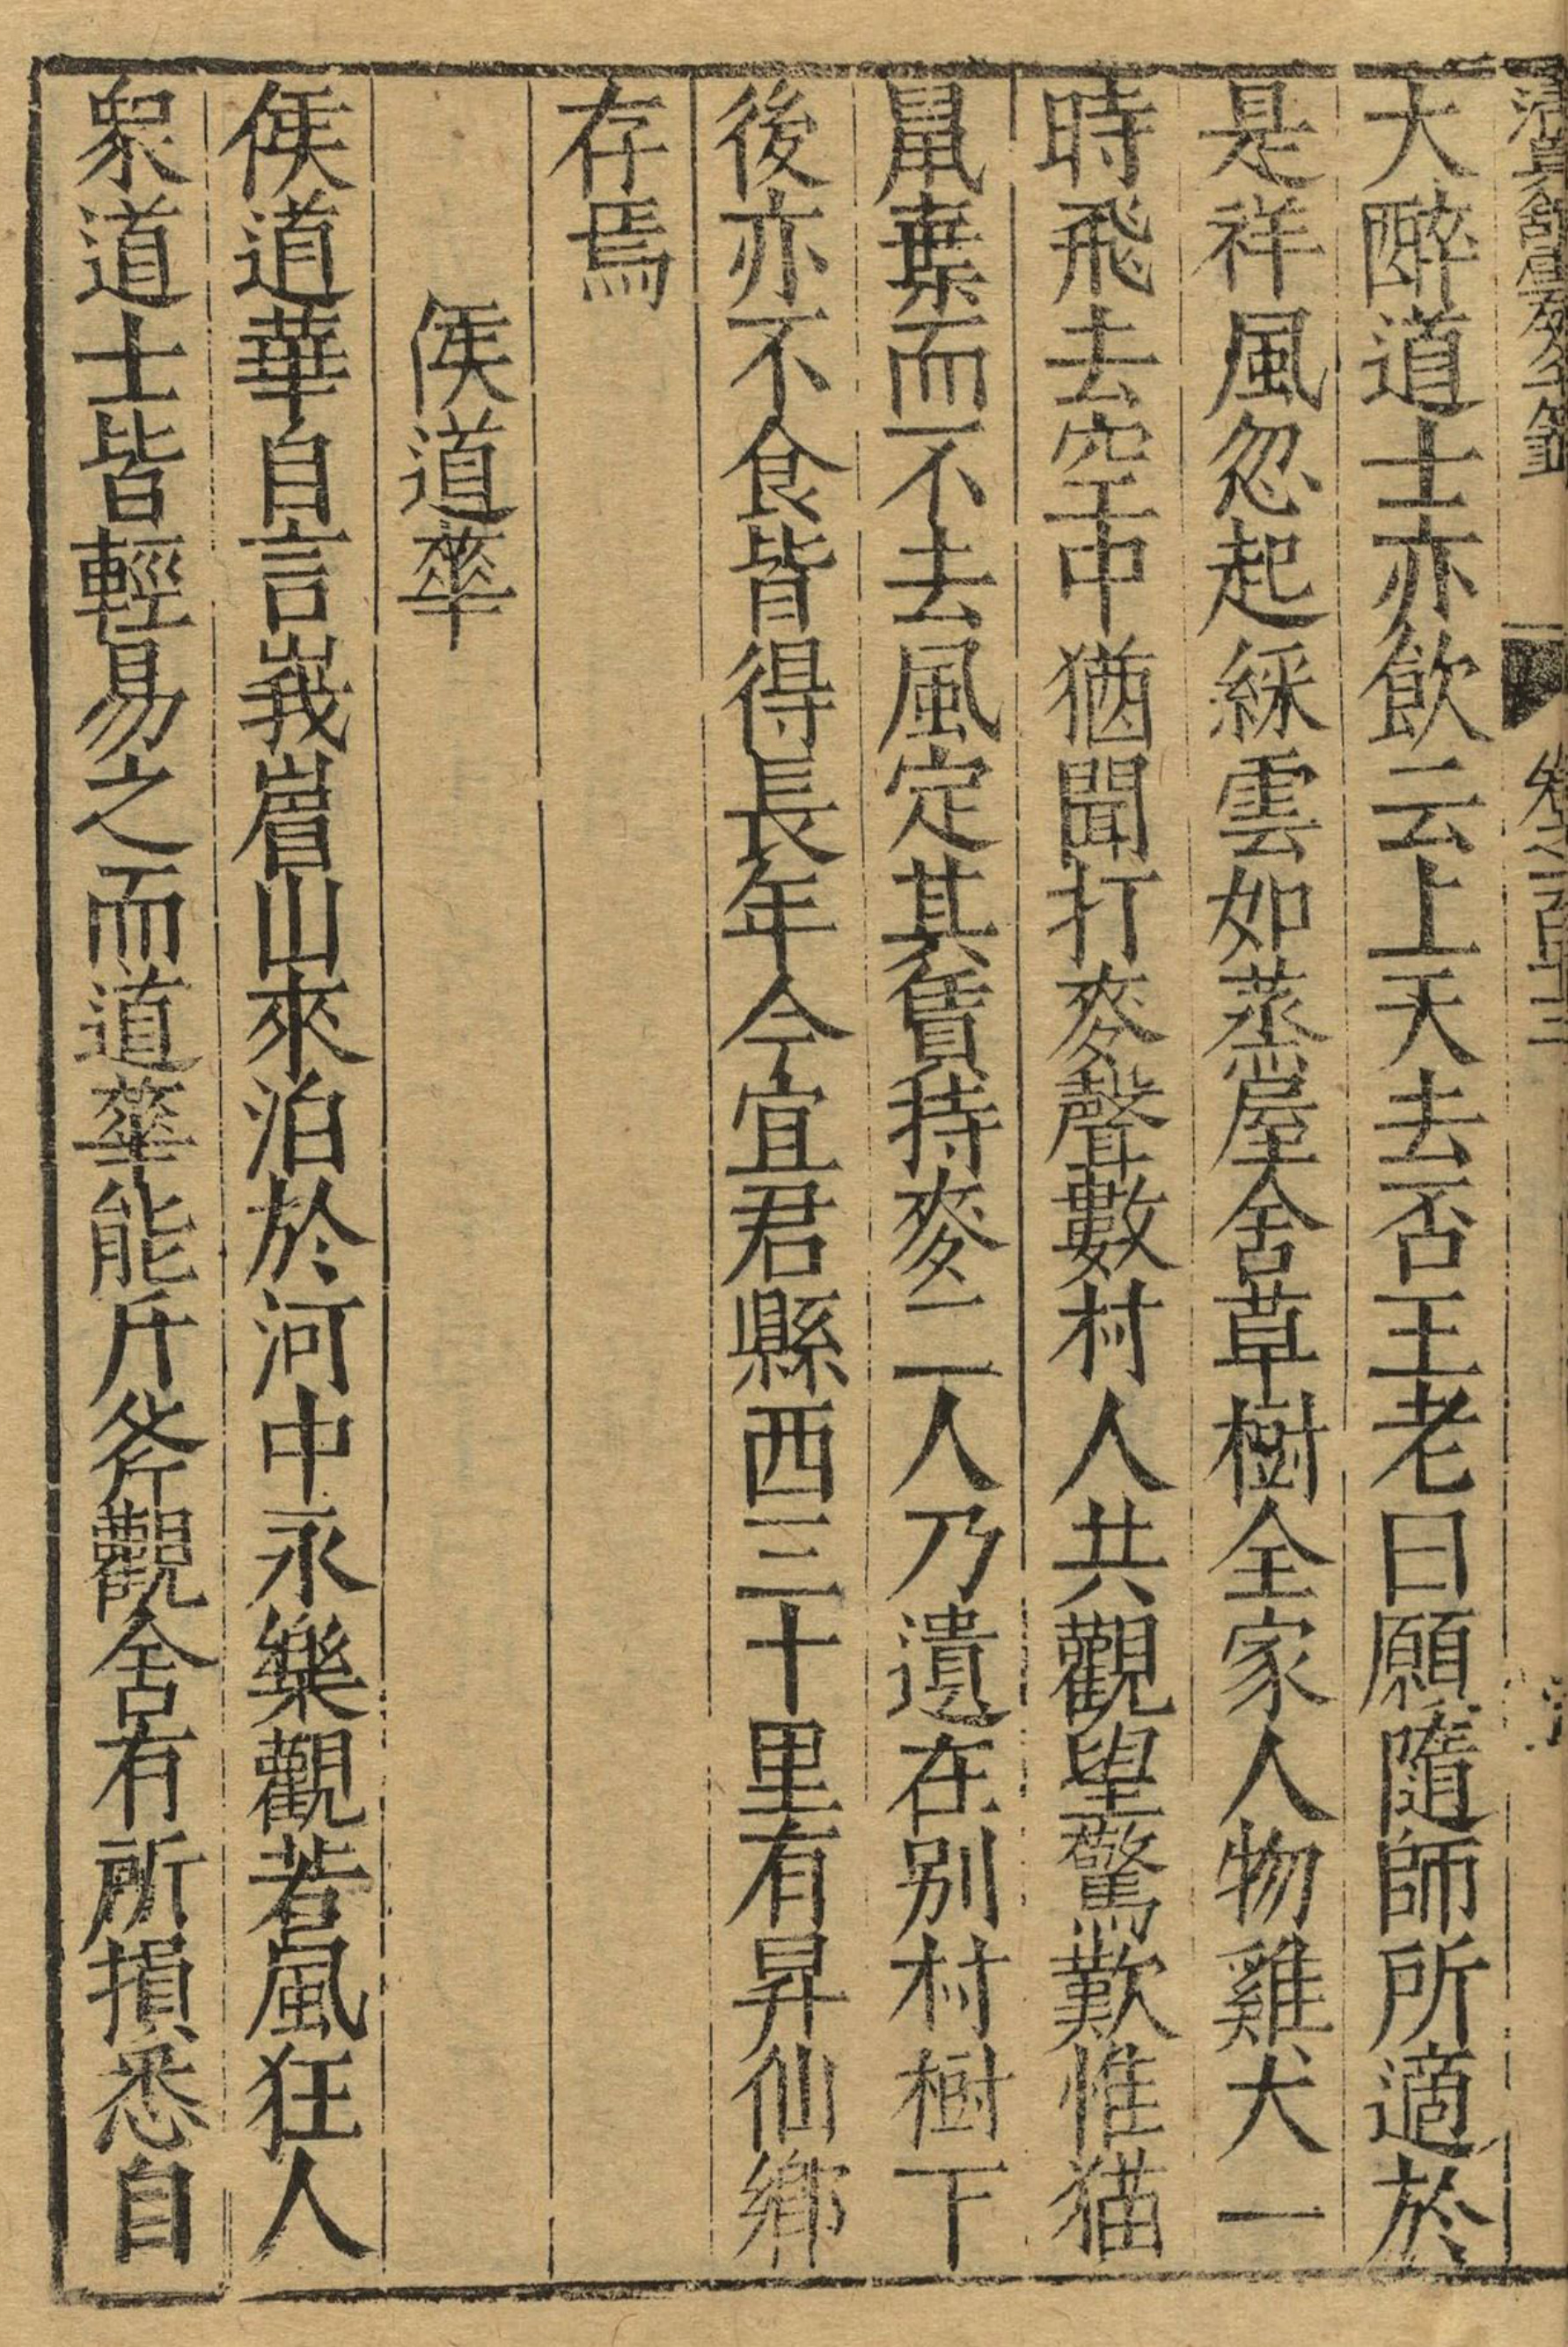 大醉道士亦飲云上天去否王老曰願隨師所適於
是祥風忽起綵雲如蒸屋舍草樹全家人物雞犬一
時飛去空中猶聞打麥聲數村人共觀望驚歎惟猫
鼠棄而不去風定其賃持麥二人乃遺在别村樹下
後亦不食皆得長年今宜君縣西三十里有昇仙鄉
存焉
侯道華
侯道華自言峩嵋山來泊於河中永樂觀若風狂人
衆道士皆輕易之而道華能斤斧觀舍有所損悉自